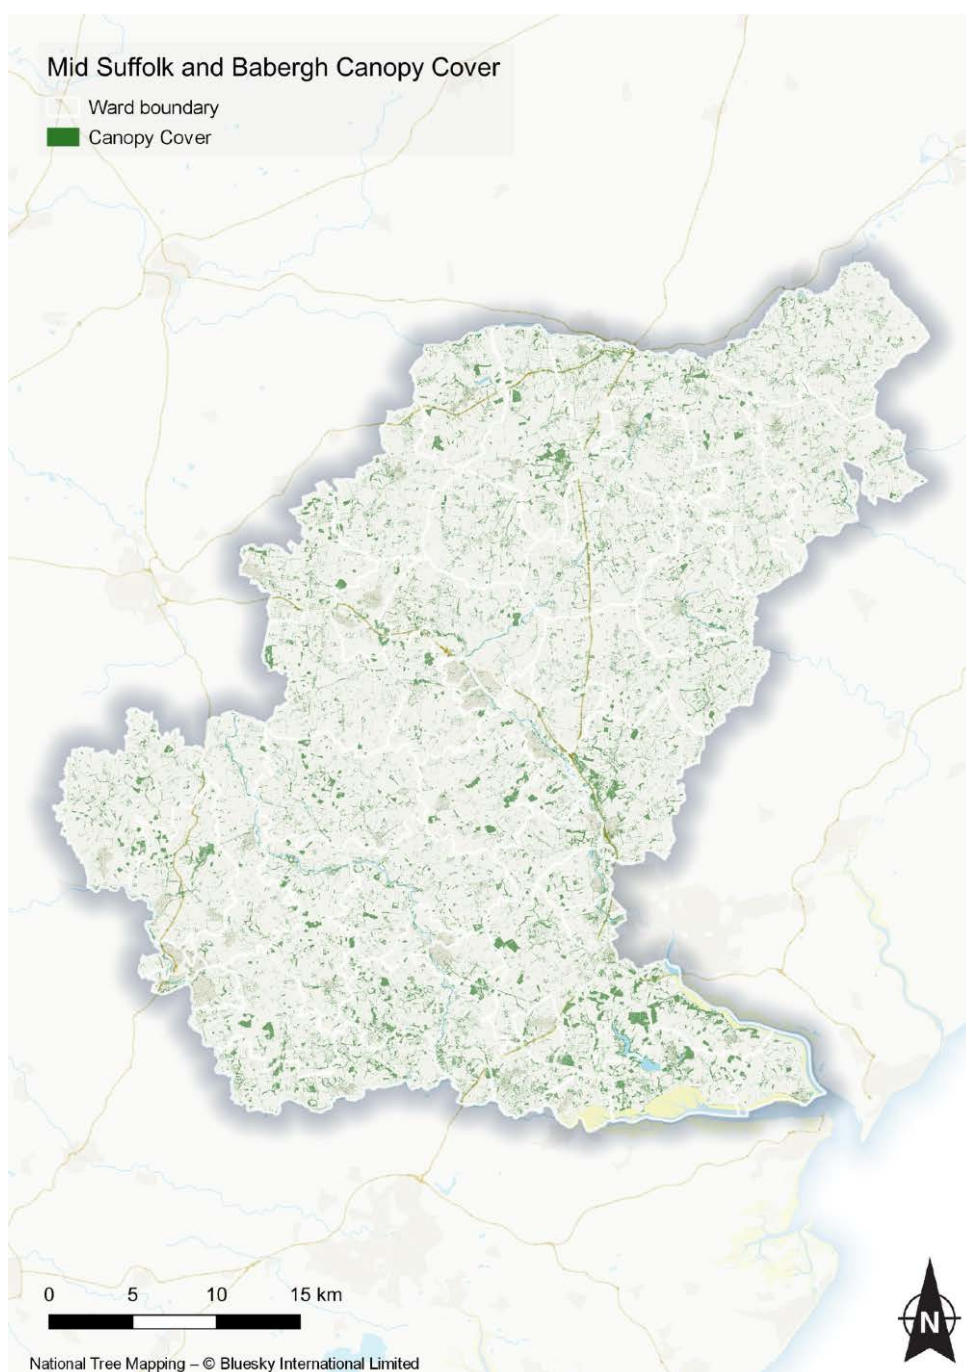 Mid Suffolk and Babergh Canopy Cover
Ward boundary
Canopy Cover
0 5 10 15 km
N
National Tree Mapping – © Bluesky International Limited